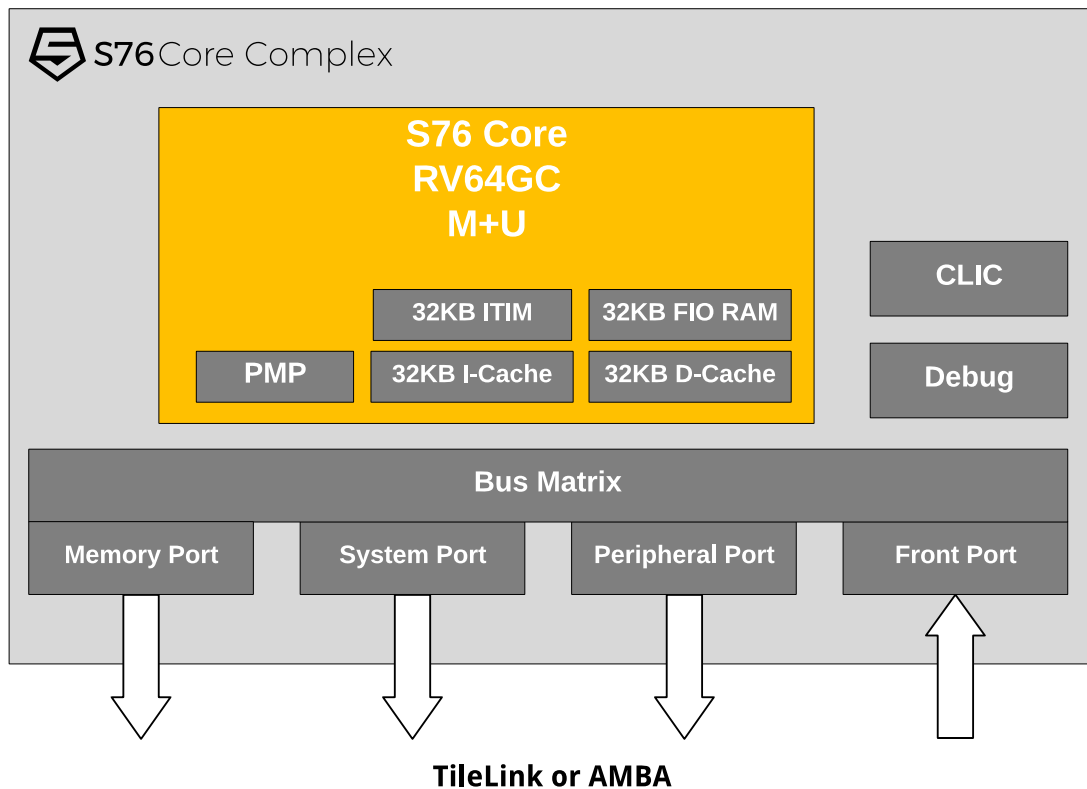 S76 Core Complex
S76 Core
RV64GC
M+U
CLIC
32KB ITIM
32KB FIO RAM
PMP
32KB I-Cache
32KB D-Cache
Debug
Bus Matrix
Memory Port
System Port
Peripheral Port
Front Port
TileLink or AMBA